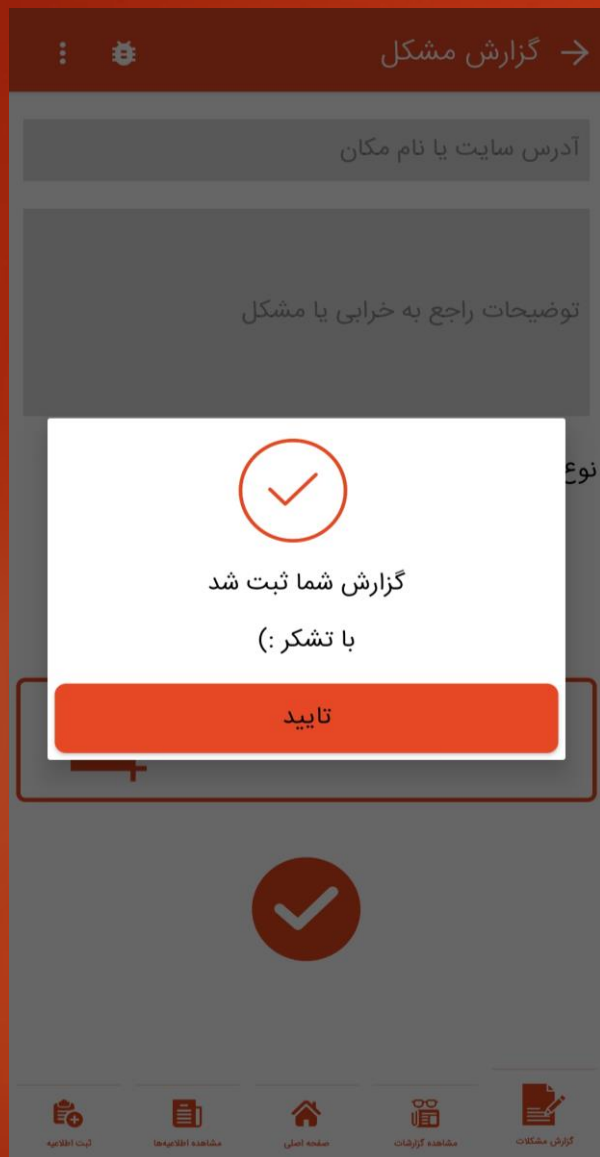 گزارش مشکل
آدرس سایت یا نام مکان
توضیحات راجع به خرابی یا مشکل
نوع
گزارش شما ثبت شد
با تشکر :)
تایید
گزارش مشکلات
مشاهده گزارشات
صفحه اصلی
مشاهده اطلاعیه‌ها
ثبت اطلاعیه